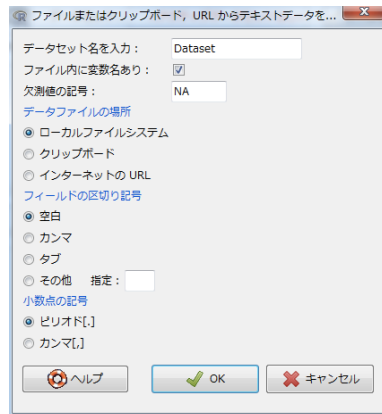 ファイルまたはクリップボード, URL からテキストデータを...
データセット名を入力： Dataset
ファイル内に変数名あり：
欠測値の記号： NA
データファイルの場所
ローカルファイルシステム
クリップボード
インターネットの URL
フィールドの区切り記号
空白
カンマ
タブ
その他 指定：
小数点の記号
ピリオド[.]
カンマ[,]
ヘルプ OK キャンセル